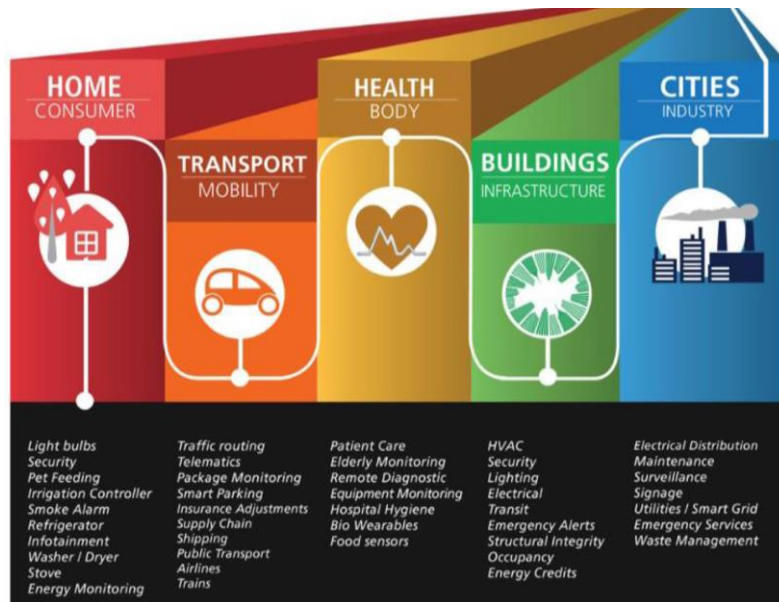 HOME
CONSUMER
TRANSPORT
MOBILITY
HEALTH
BODY
BUILDINGS
INFRASTRUCTURE
CITIES
INDUSTRY
Light bulbs
Security
Pet Feeding
Irrigation Controller
Smoke Alarm
Refrigerator
Infotainment
Washer / Dryer
Stove
Energy Monitoring
Traffic routing
Telematics
Package Monitoring
Smart Parking
Insurance Adjustments
Supply Chain
Shipping
Public Transport
Airlines
Trains
Patient Care
Elderly Monitoring
Remote Diagnostic
Equipment Monitoring
Hospital Hygiene
Bio Wearables
Food sensors
HVAC
Security
Lighting
Electrical
Transit
Emergency Alerts
Structural Integrity
Occupancy
Energy Credits
Electrical Distribution
Maintenance
Surveillance
Signage
Utilities / Smart Grid
Emergency Services
Waste Management